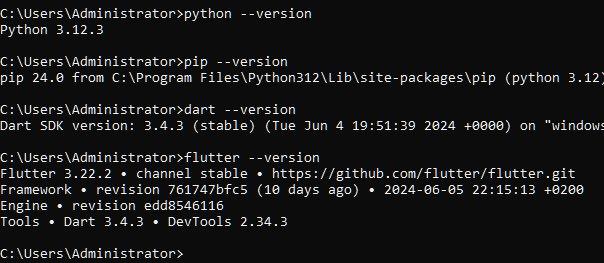 C:\Users\Administrator>python --version
Python 3.12.3
C:\Users\Administrator>pip --version
pip 24.0 from C:\Program Files\Python312\Lib\site-packages\pip (python 3.12)
C:\Users\Administrator>dart --version
Dart SDK version: 3.4.3 (stable) (Tue Jun 4 19:51:39 2024 +0000) on "windows
C:\Users\Administrator>flutter --version
Flutter 3.22.2 • channel stable • https://github.com/flutter/flutter.git
Framework • revision 761747bfc5 (10 days ago) • 2024-06-05 22:15:13 +0200
Engine • revision edd8546116
Tools • Dart 3.4.3 • DevTools 2.34.3
C:\Users\Administrator>